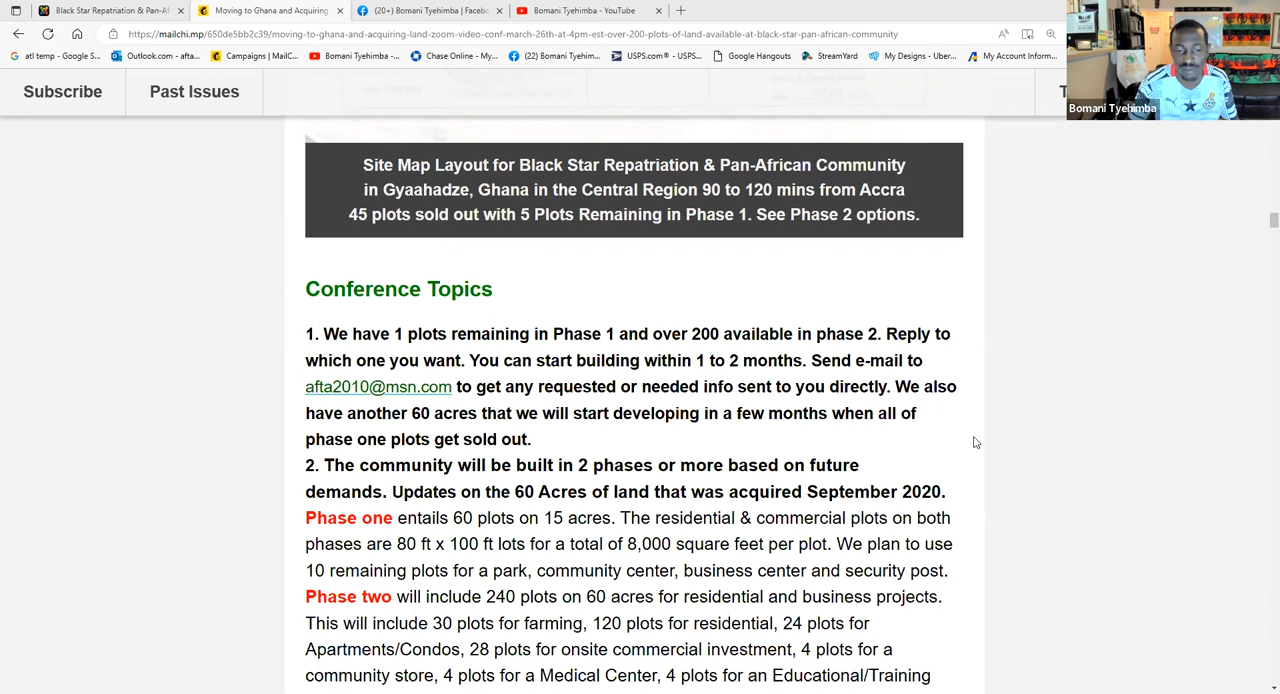 Black Star Repatriation & Pan-Af
Moving to Ghana and Acquiring
(20+) Bomani Tyehimba | Facebo
Bomani Tyehimba - YouTube
https://mailchi.mp/650de5bb2c39/moving-to-ghana-and-acquiring-land-zoom-video-conf-march-26th-at-4pm-est-over-200-plots-of-land-available-at-black-star-pan-african-community
atl temp - Google S...
Outlook.com - afta...
Campaigns | MailC...
Bomani Tyehimba -...
Chase Online - My...
(22) Bomani Tyehim...
USPS.com® - USPS...
Google Hangouts
StreamYard
My Designs - Uber...
My Account Inform...
Bomani Tyehimba
Subscribe
Past Issues
Site Map Layout for Black Star Repatriation & Pan-African Community
in Gyaahadze, Ghana in the Central Region 90 to 120 mins from Accra
45 plots sold out with 5 Plots Remaining in Phase 1. See Phase 2 options.
Conference Topics
1. We have 1 plots remaining in Phase 1 and over 200 available in phase 2. Reply to
which one you want. You can start building within 1 to 2 months. Send e-mail to
afta2010@msn.com to get any requested or needed info sent to you directly. We also
have another 60 acres that we will start developing in a few months when all of
phase one plots get sold out.
2. The community will be built in 2 phases or more based on future
demands. Updates on the 60 Acres of land that was acquired September 2020.
Phase one entails 60 plots on 15 acres. The residential & commercial plots on both
phases are 80 ft x 100 ft lots for a total of 8,000 square feet per plot. We plan to use
10 remaining plots for a park, community center, business center and security post.
Phase two will include 240 plots on 60 acres for residential and business projects.
This will include 30 plots for farming, 120 plots for residential, 24 plots for
Apartments/Condos, 28 plots for onsite commercial investment, 4 plots for a
community store, 4 plots for a Medical Center, 4 plots for an Educational/Training